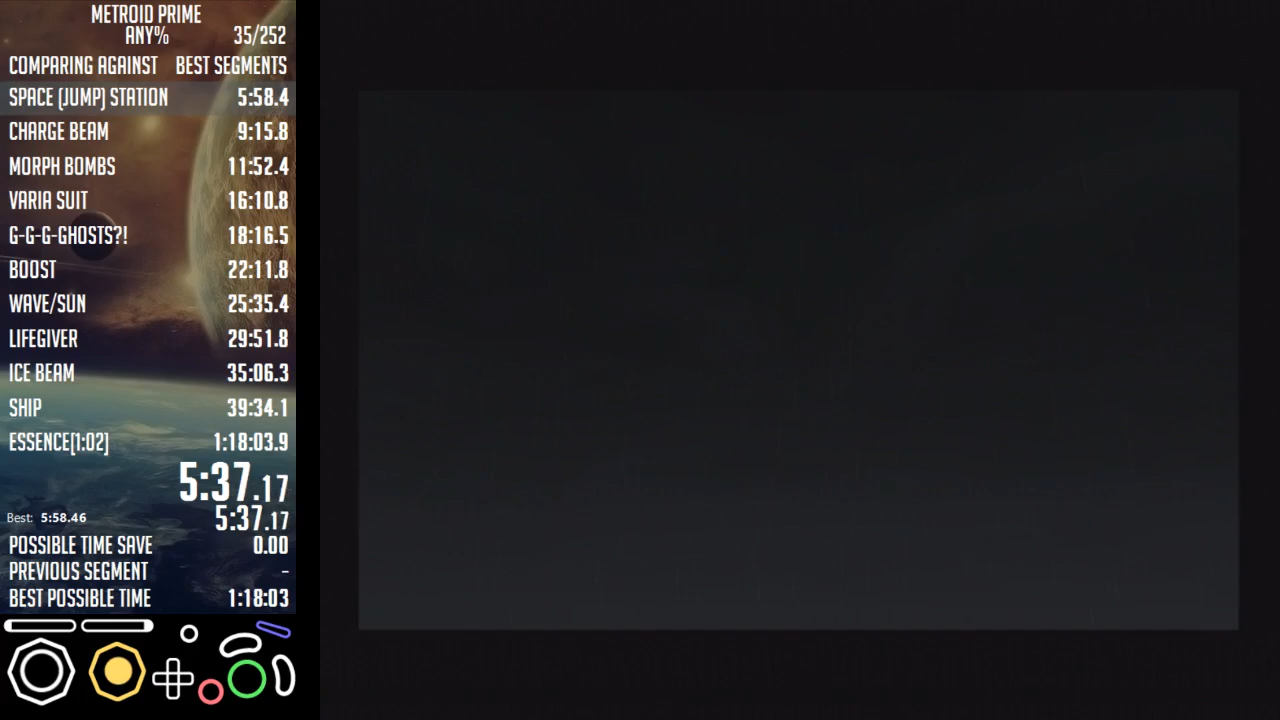 METROID PRIME
ANY% 35/252
COMPARING AGAINST BEST SEGMENTS
SPACE (JUMP) STATION 5:58.4
CHARGE BEAM 9:15.8
MORPH BOMBS 11:52.4
VARIA SUIT 16:10.8
G-G-G-GHOSTS?! 18:16.5
BOOST 22:11.8
WAVE/SUN 25:35.4
LIFEGIVER 29:51.8
ICE BEAM 35:06.3
SHIP 39:34.1
ESSENCE[1:02] 1:18:03.9
5:37.17
Best: 5:58.46 5:37.17
POSSIBLE TIME SAVE 0.00
PREVIOUS SEGMENT -
BEST POSSIBLE TIME 1:18:03